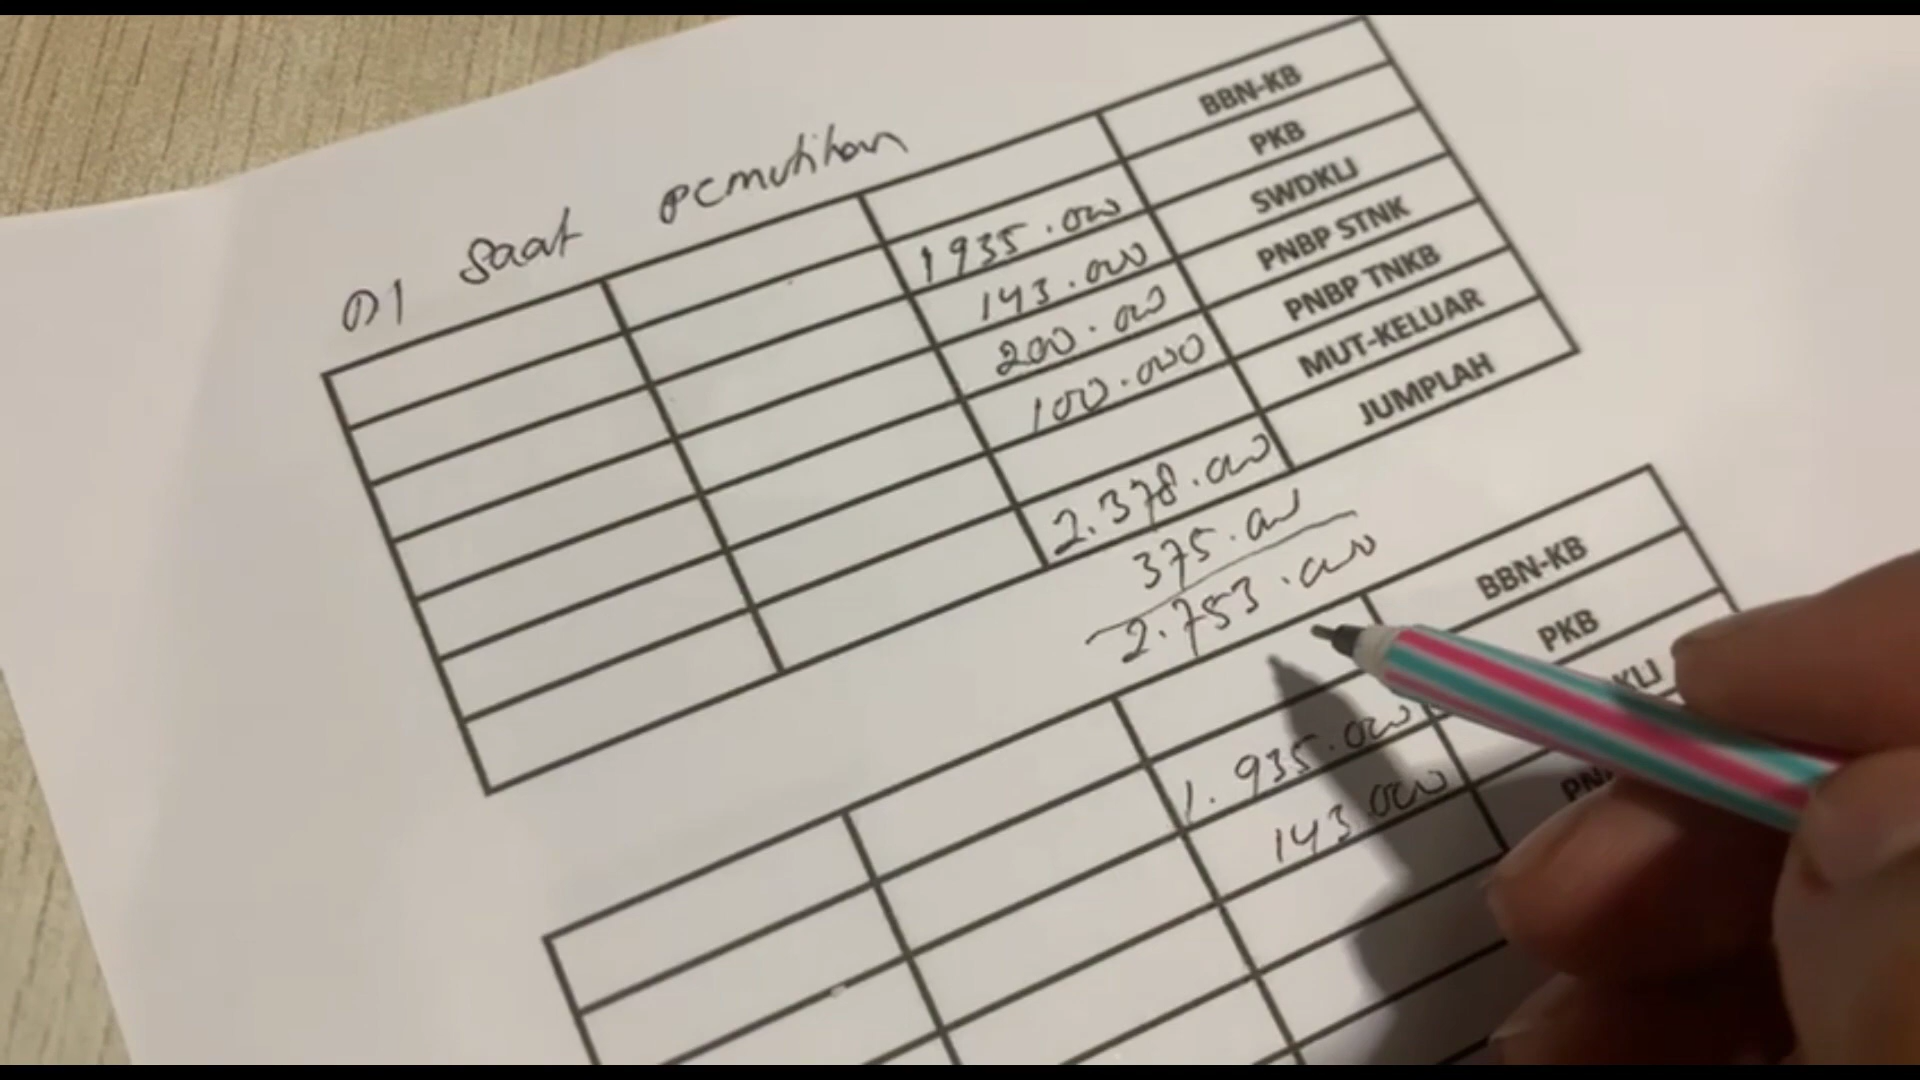 DI saat pemutihan
BBN-KB
1935.000 PKB
143.000 SWDKLJ
200.000 PNBP STNK
100.000 PNBP TNKB
MUT-KELUAR
2.378.000 JUMPLAH
375.000
2.753.000
BBN-KB
1.935.000 PKB
143.000 KLJ